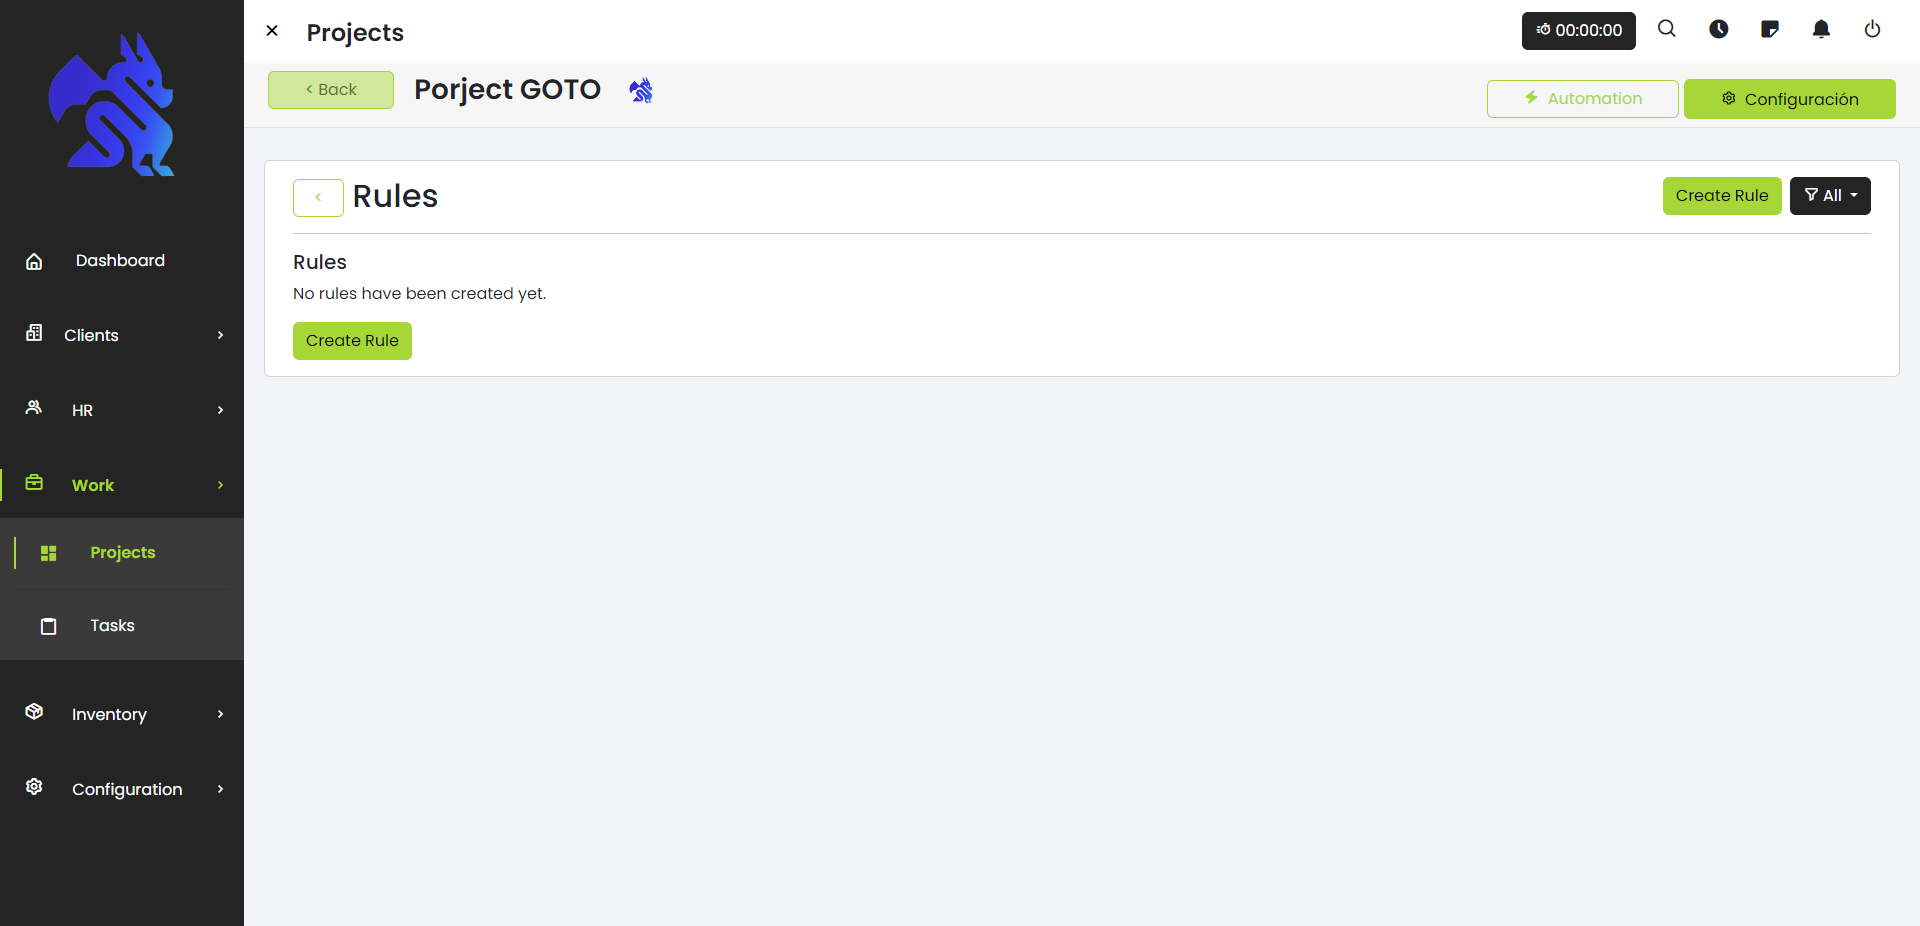 Projects
00:00:00
< Back
Porject GOTO
Automation
Configuración
Rules
Create Rule
All
Rules
No rules have been created yet.
Create Rule
Dashboard
Clients
HR
Work
Projects
Tasks
Inventory
Configuration